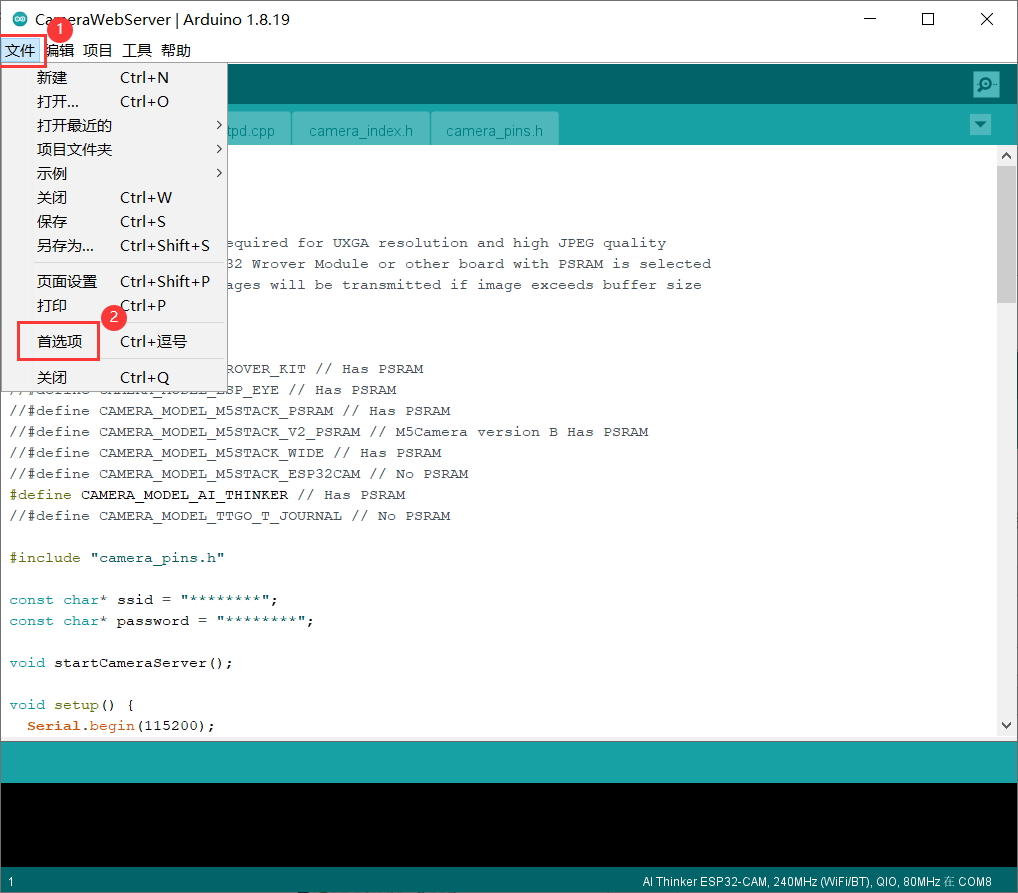 CameraWebServer | Arduino 1.8.19
1
文件 编辑 项目 工具 帮助
新建 Ctrl+N
打开... Ctrl+O
打开最近的
项目文件夹
示例
关闭 Ctrl+W
保存 Ctrl+S
另存为... Ctrl+Shift+S
页面设置 Ctrl+Shift+P
打印 Ctrl+P
2
首选项 Ctrl+逗号
关闭 Ctrl+Q
tpd.cpp camera_index.h camera_pins.h
equired for UXGA resolution and high JPEG quality
32 Wrover Module or other board with PSRAM is selected
ages will be transmitted if image exceeds buffer size
ROVER_KIT // Has PSRAM
//#define CAMERA_MODEL_ESP_EYE // Has PSRAM
//#define CAMERA_MODEL_M5STACK_PSRAM // Has PSRAM
//#define CAMERA_MODEL_M5STACK_V2_PSRAM // M5Camera version B Has PSRAM
//#define CAMERA_MODEL_M5STACK_WIDE // Has PSRAM
//#define CAMERA_MODEL_M5STACK_ESP32CAM // No PSRAM
#define CAMERA_MODEL_AI_THINKER // Has PSRAM
//#define CAMERA_MODEL_TTGO_T_JOURNAL // No PSRAM
#include "camera_pins.h"
const char* ssid = "********";
const char* password = "********";
void startCameraServer();
void setup() {
Serial.begin(115200);
1 AI Thinker ESP32-CAM, 240MHz (WiFi/BT), QIO, 80MHz 在 COM8